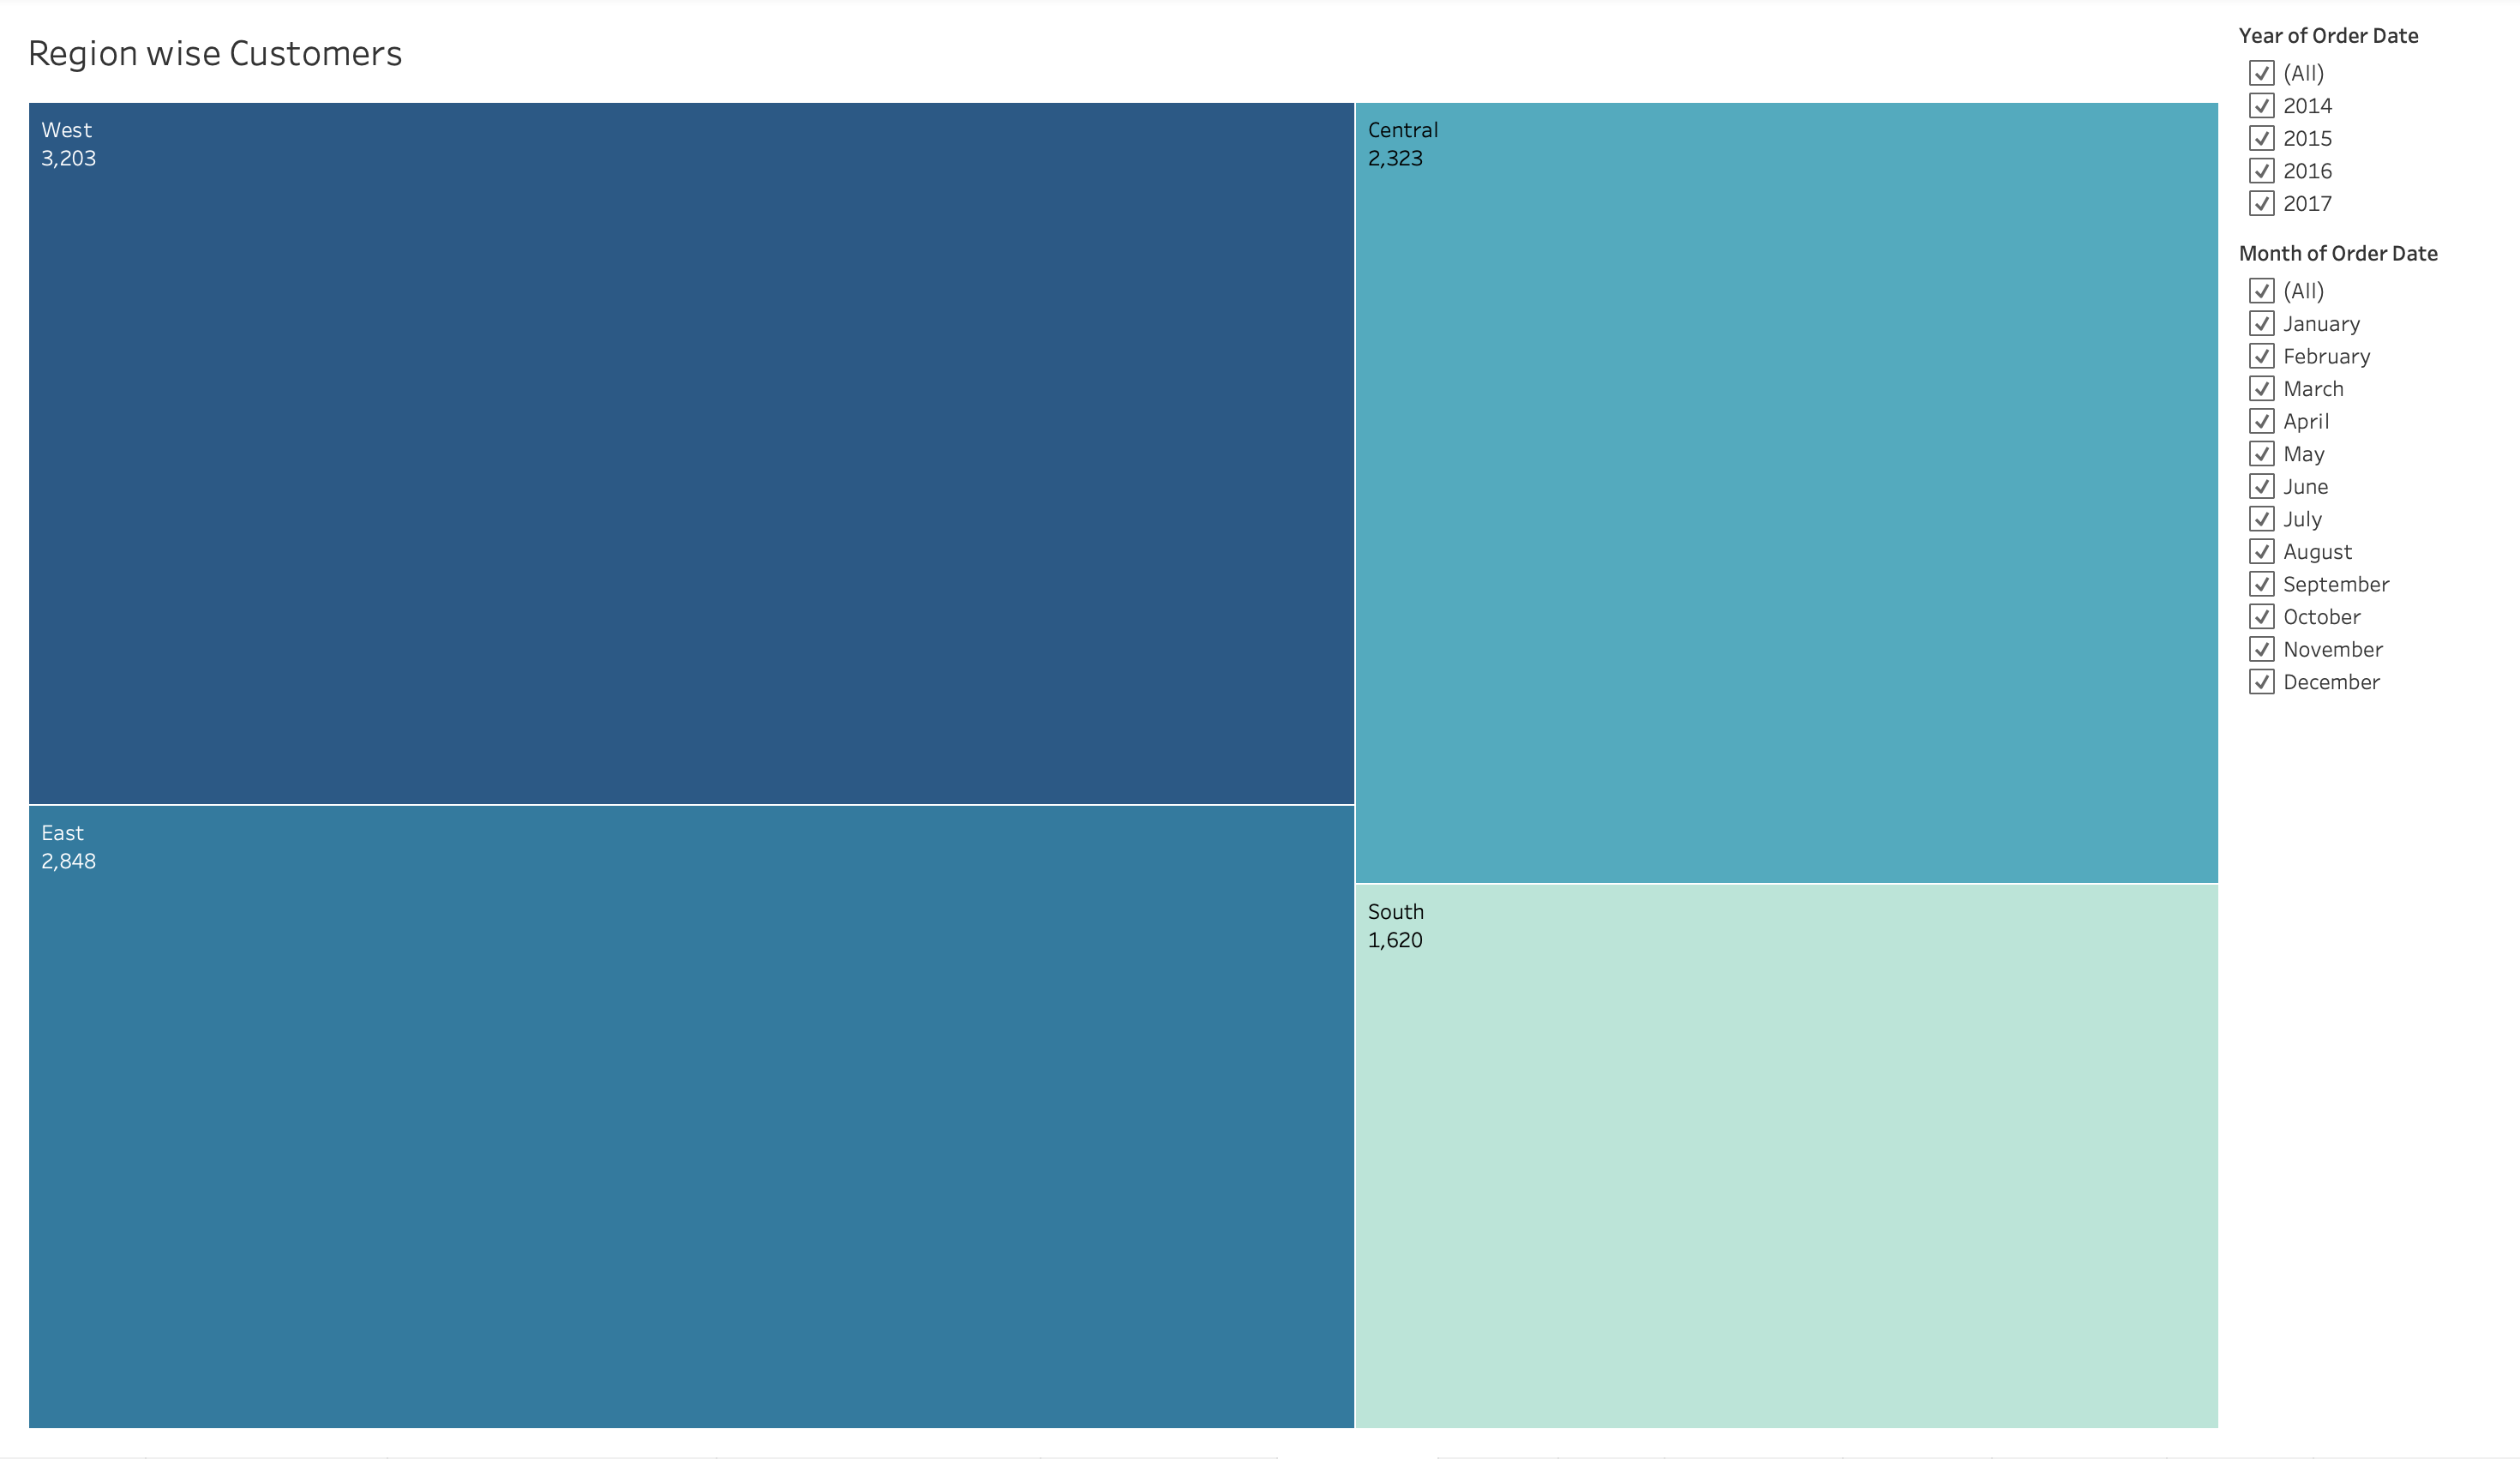 Region wise Customers
West
3,203
Central
2,323
East
2,848
South
1,620
Year of Order Date
(All)
2014
2015
2016
2017
Month of Order Date
(All)
January
February
March
April
May
June
July
August
September
October
November
December